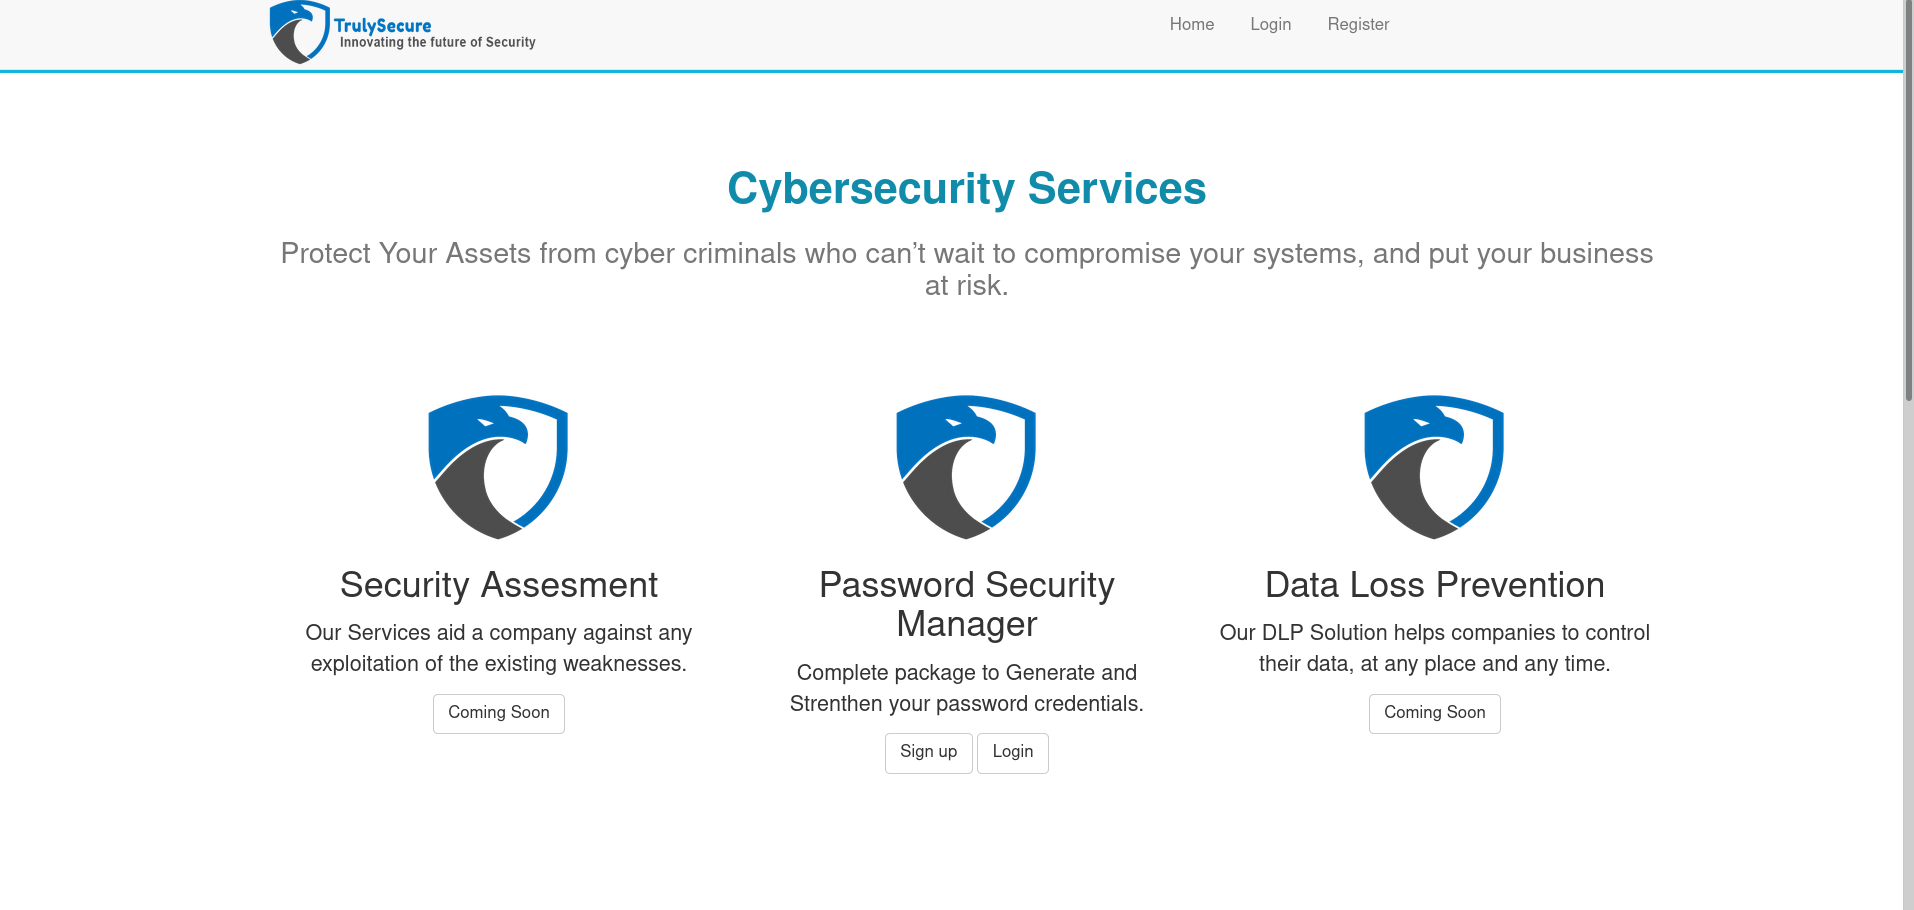 TrulySecure
Innovating the future of Security
Home Login Register
Cybersecurity Services
Protect Your Assets from cyber criminals who can’t wait to compromise your systems, and put your business
at risk.
Security Assesment
Our Services aid a company against any
exploitation of the existing weaknesses.
Coming Soon
Password Security
Manager
Complete package to Generate and
Strenthen your password credentials.
Sign up Login
Data Loss Prevention
Our DLP Solution helps companies to control
their data, at any place and any time.
Coming Soon